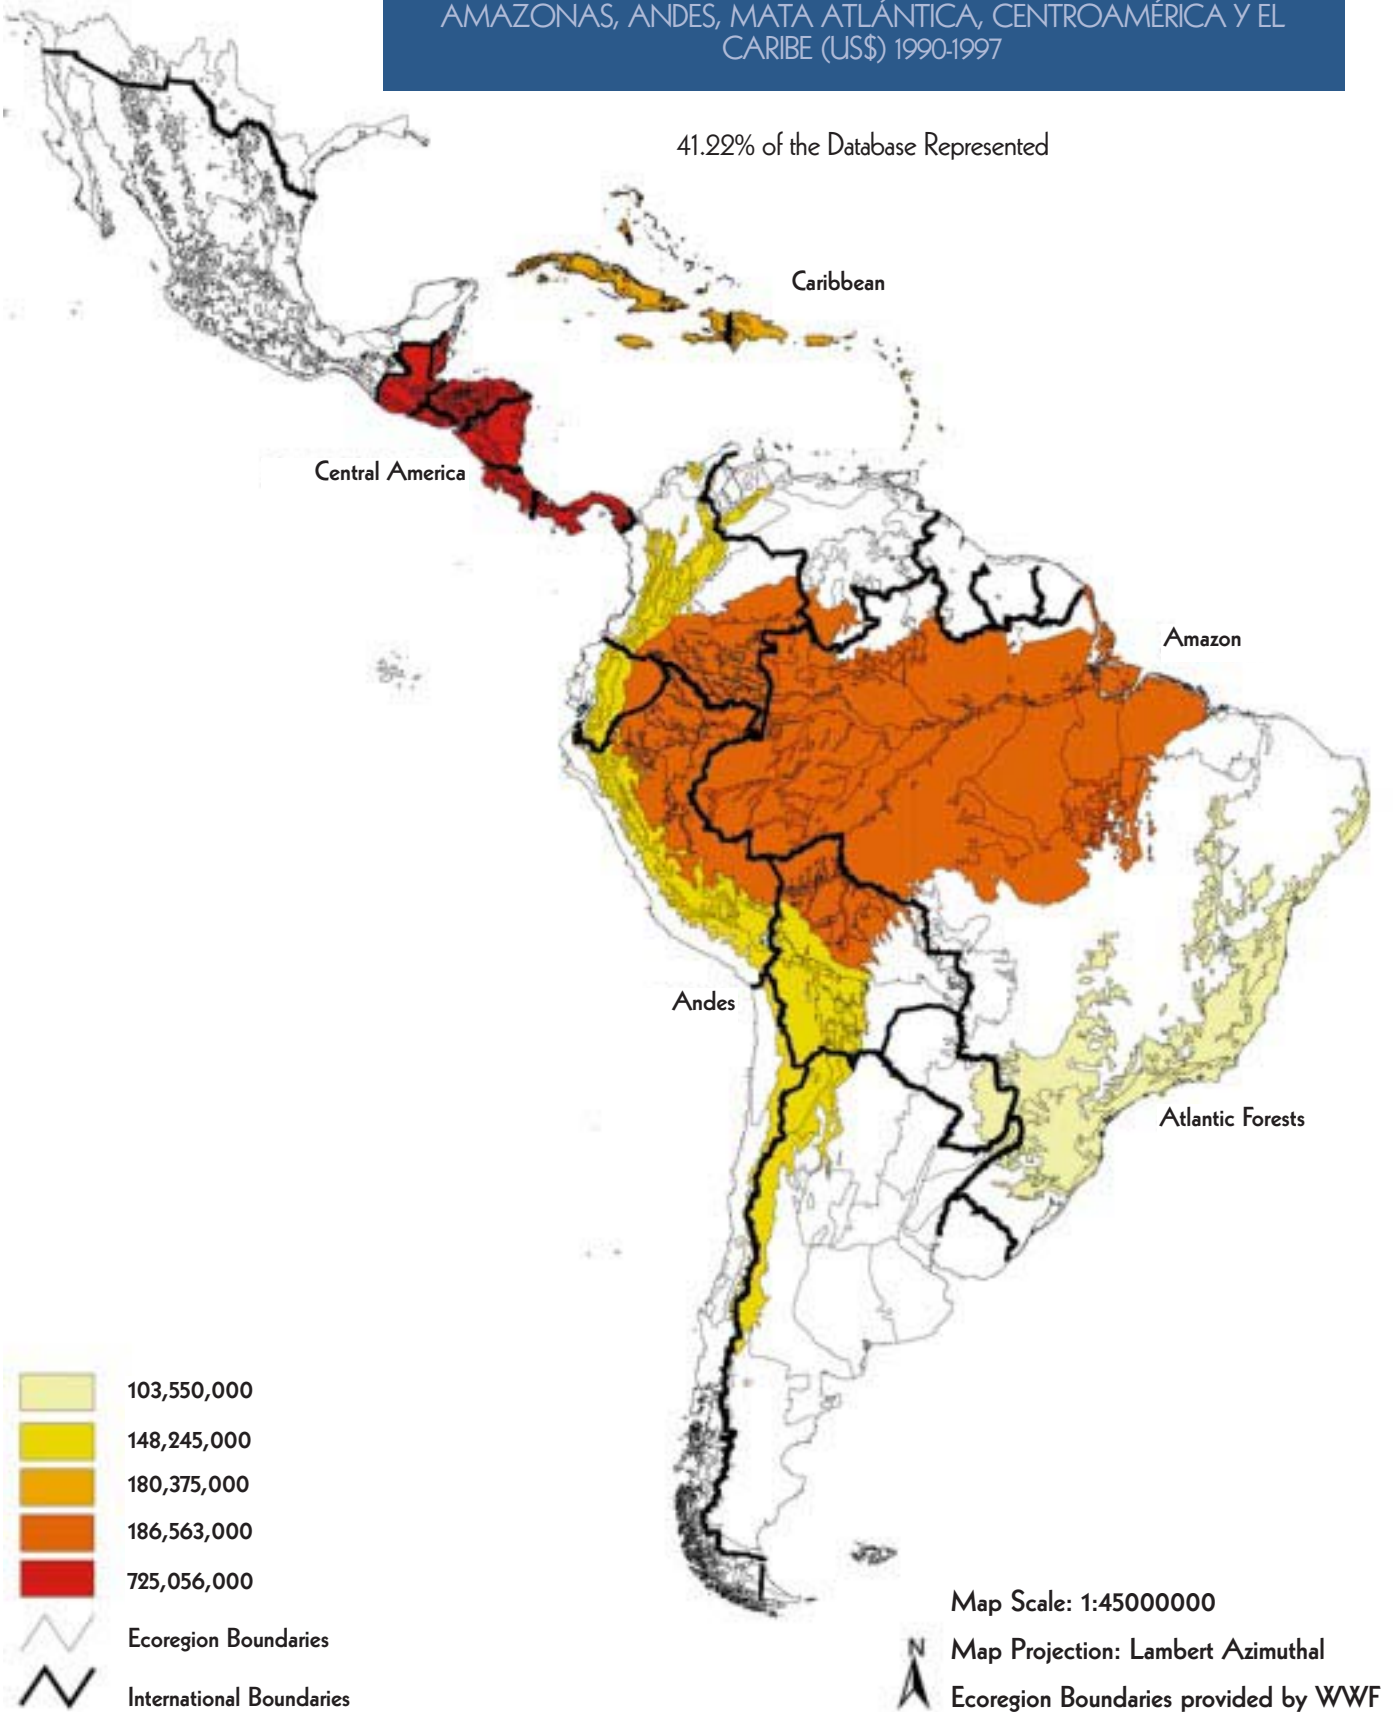 AMAZONAS, ANDES, MATA ATLÁNTICA, CENTROAMÉRICA Y EL
CARIBE (US$) 1990-1997
41.22% of the Database Represented
Caribbean
Central America
Amazon
Andes
Atlantic Forests
103,550,000
148,245,000
180,375,000
186,563,000
725,056,000
Ecoregion Boundaries
International Boundaries
Map Scale: 1:45000000
N
Map Projection: Lambert Azimuthal
Ecoregion Boundaries provided by WWF